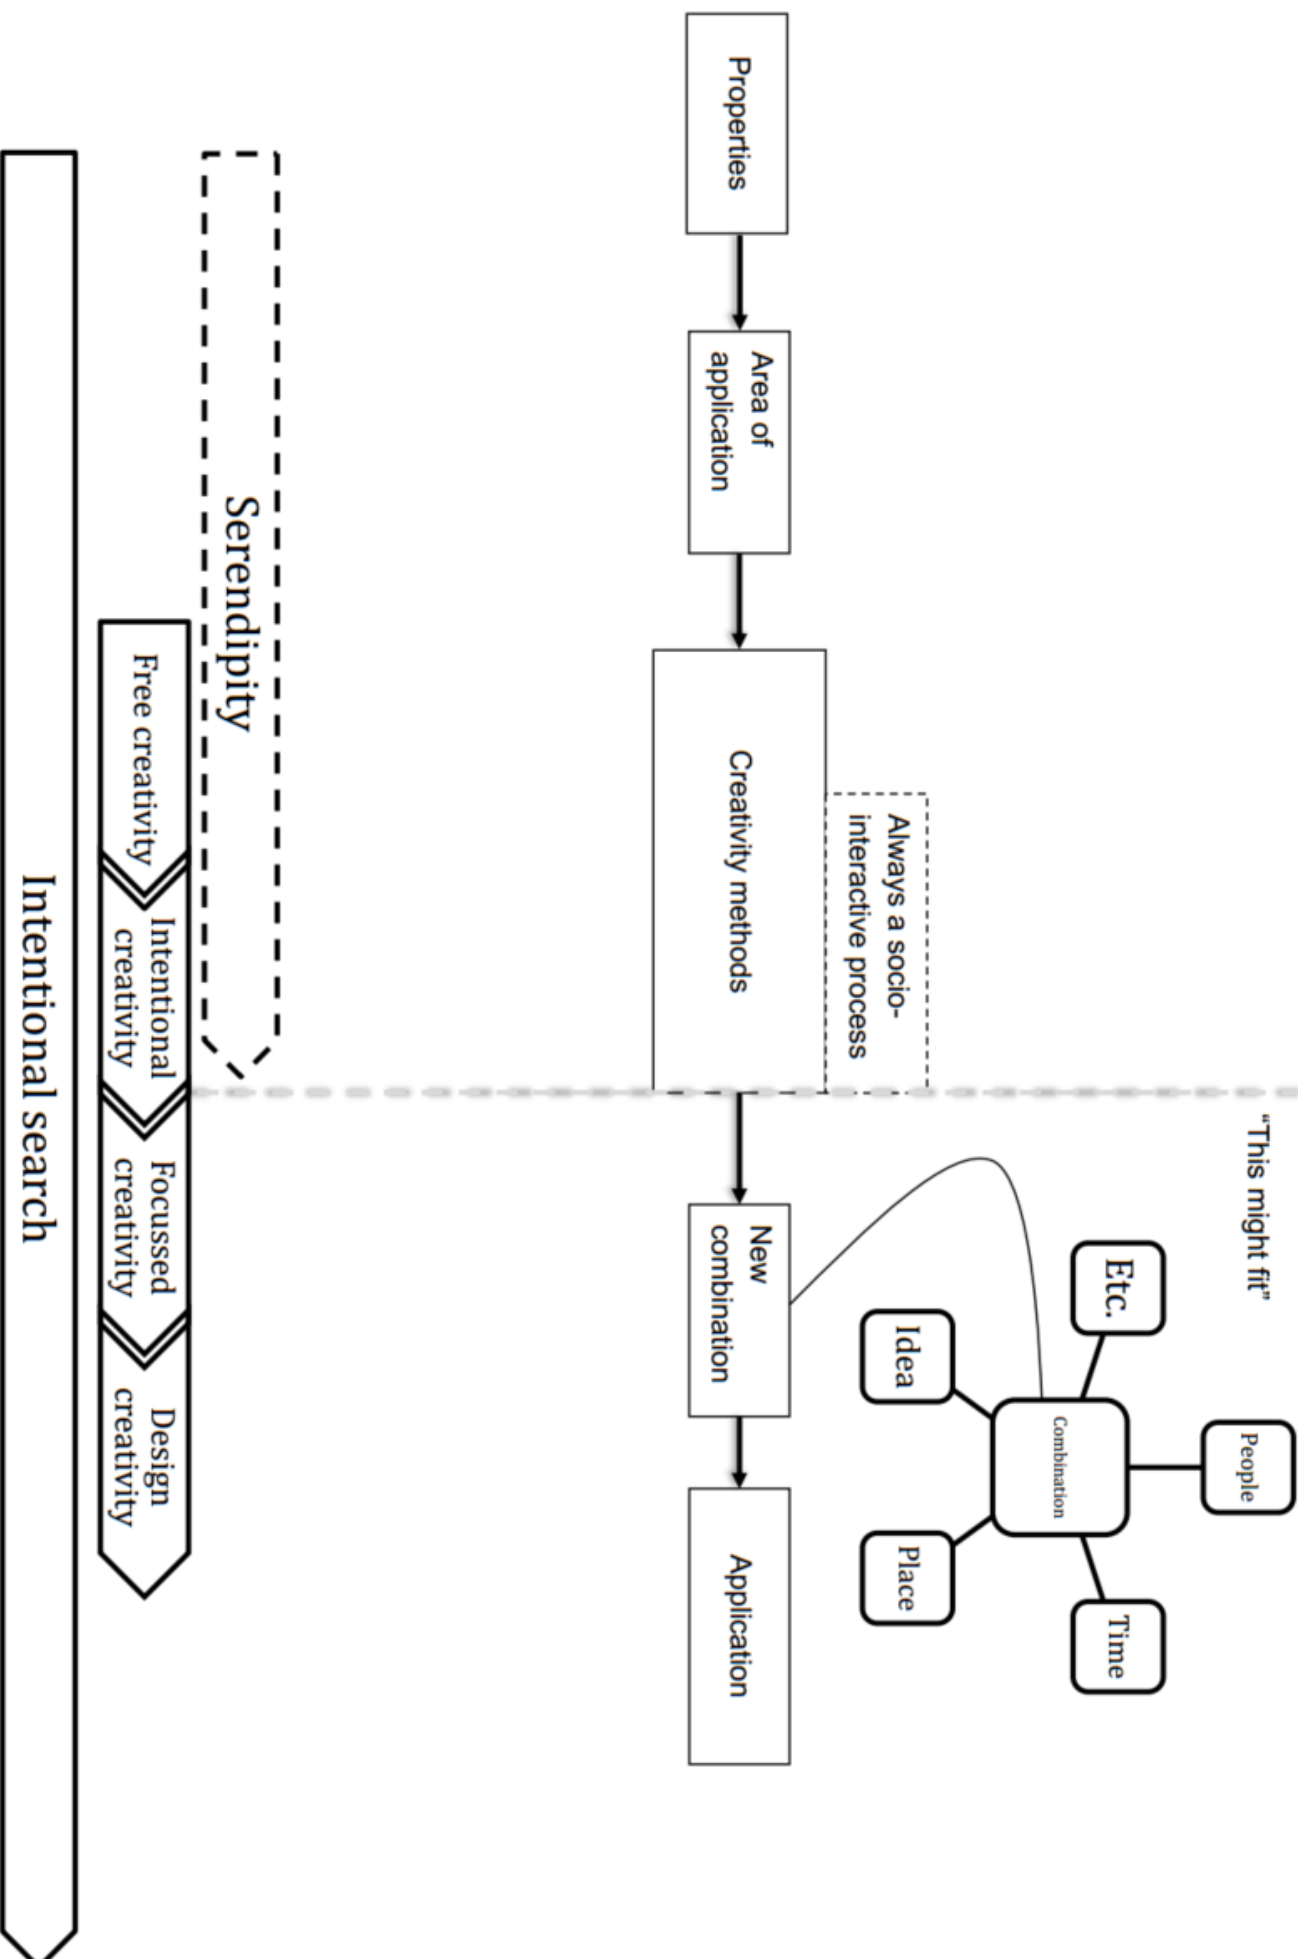 “This might fit”
People
Etc.
Time
Combination
Idea
Place
Always a socio-
interactive process
Properties
Area of
application
Creativity methods
New
combination
Application
Serendipity
Free creativity
Intentional
creativity
Focussed
creativity
Design
creativity
Intentional search